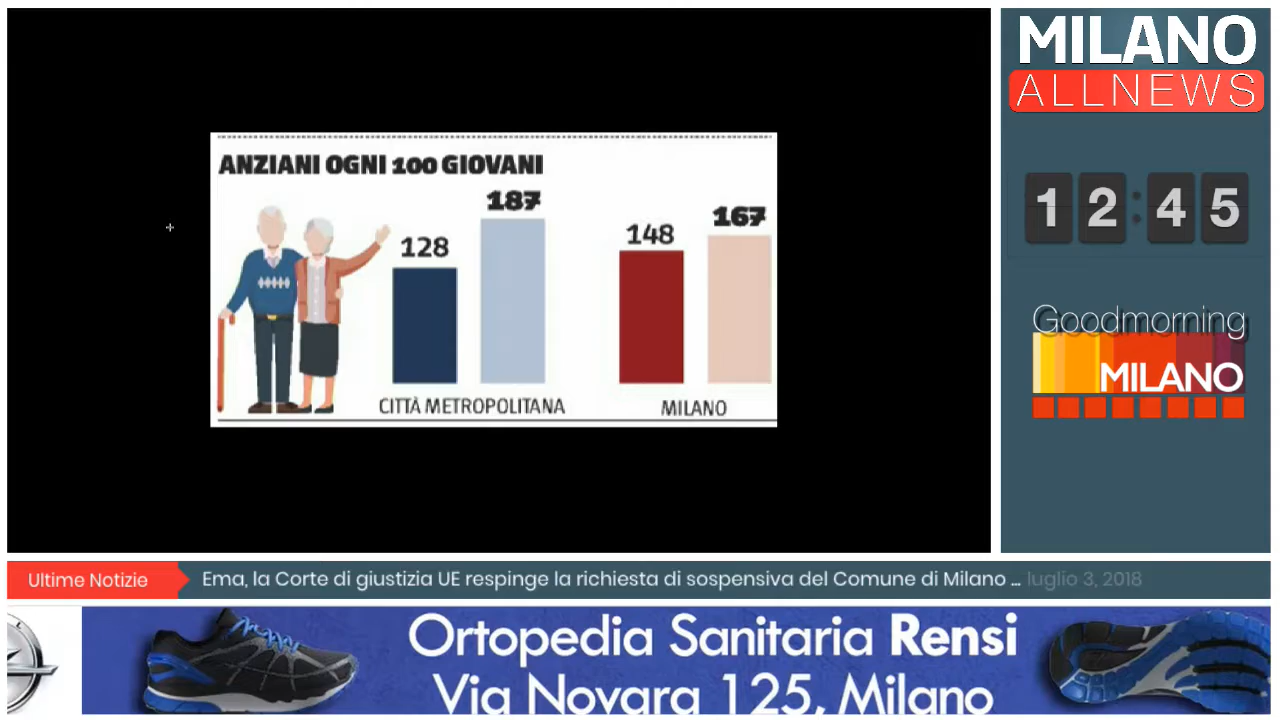 MILANO
ALLNEWS
ANZIANI OGNI 100 GIOVANI
128
187
148
167
CITTÀ METROPOLITANA
MILANO
12:45
Goodmorning
MILANO
Ultime Notizie
Ema, la Corte di giustizia UE respinge la richiesta di sospensiva del Comune di Milano ... luglio 3, 2018
Ortopedia Sanitaria Rensi
Via Novara 125, Milano